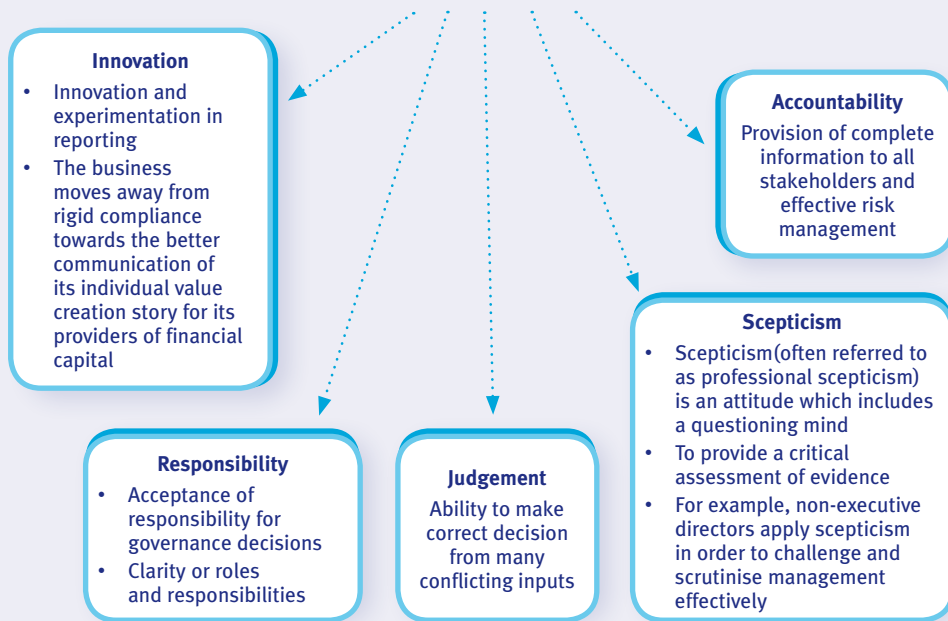 Innovation
• Innovation and
experimentation in
reporting
• The business
moves away from
rigid compliance
towards the better
communication of
its individual value
creation story for its
providers of financial
capital
Accountability
Provision of complete
information to all
stakeholders and
effective risk
management
Responsibility
• Acceptance of
responsibility for
governance decisions
• Clarity or roles
and responsibilities
Judgement
Ability to make
correct decision
from many
conflicting inputs
Scepticism
• Scepticism(often referred to
as professional scepticism)
is an attitude which includes
a questioning mind
• To provide a critical
assessment of evidence
• For example, non-executive
directors apply scepticism
in order to challenge and
scrutinise management
effectively